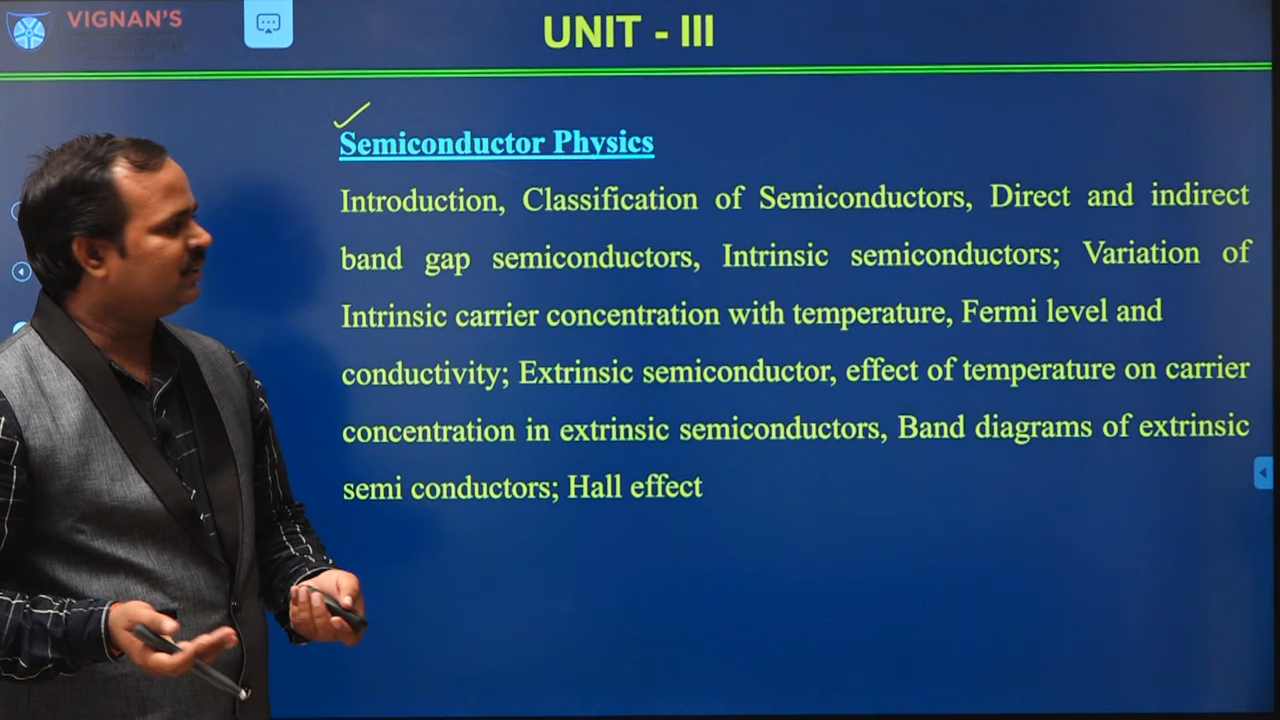 VIGNAN'S
UNIT - III
Semiconductor Physics
Introduction, Classification of Semiconductors, Direct and indirect
band gap semiconductors, Intrinsic semiconductors; Variation of
Intrinsic carrier concentration with temperature, Fermi level and
conductivity; Extrinsic semiconductor, effect of temperature on carrier
concentration in extrinsic semiconductors, Band diagrams of extrinsic
semi conductors; Hall effect